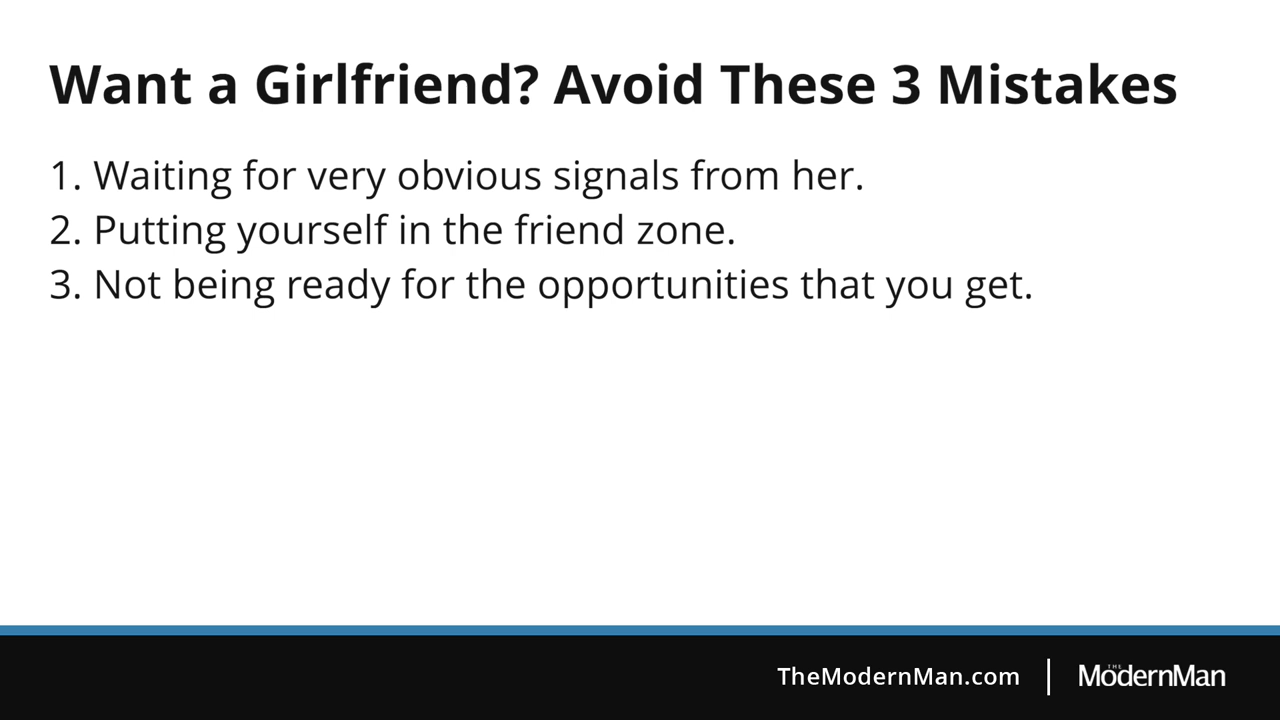 Want a Girlfriend? Avoid These 3 Mistakes
1. Waiting for very obvious signals from her.
2. Putting yourself in the friend zone.
3. Not being ready for the opportunities that you get.
TheModernMan.com | THE ModernMan